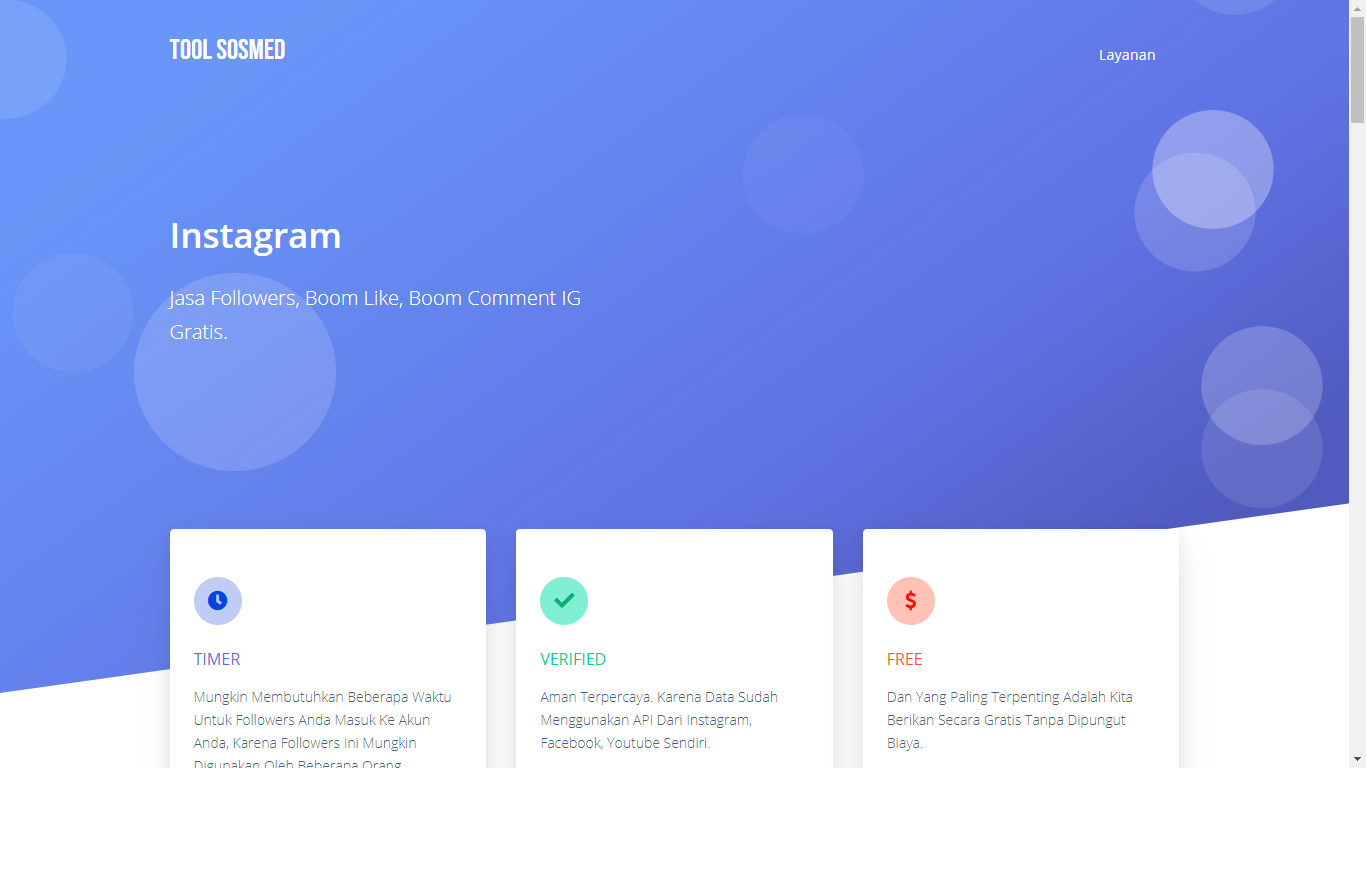 TOOL SOSMED
Layanan
Instagram
Jasa Followers, Boom Like, Boom Comment IG
Gratis.
TIMER
Mungkin Membutuhkan Beberapa Waktu
Untuk Followers Anda Masuk Ke Akun
Anda, Karena Followers Ini Mungkin
Digunakan Oleh Beberapa Orang
VERIFIED
Aman Terpercaya. Karena Data Sudah
Menggunakan API Dari Instagram,
Facebook, Youtube Sendiri.
FREE
Dan Yang Paling Terpenting Adalah Kita
Berikan Secara Gratis Tanpa Dipungut
Biaya.